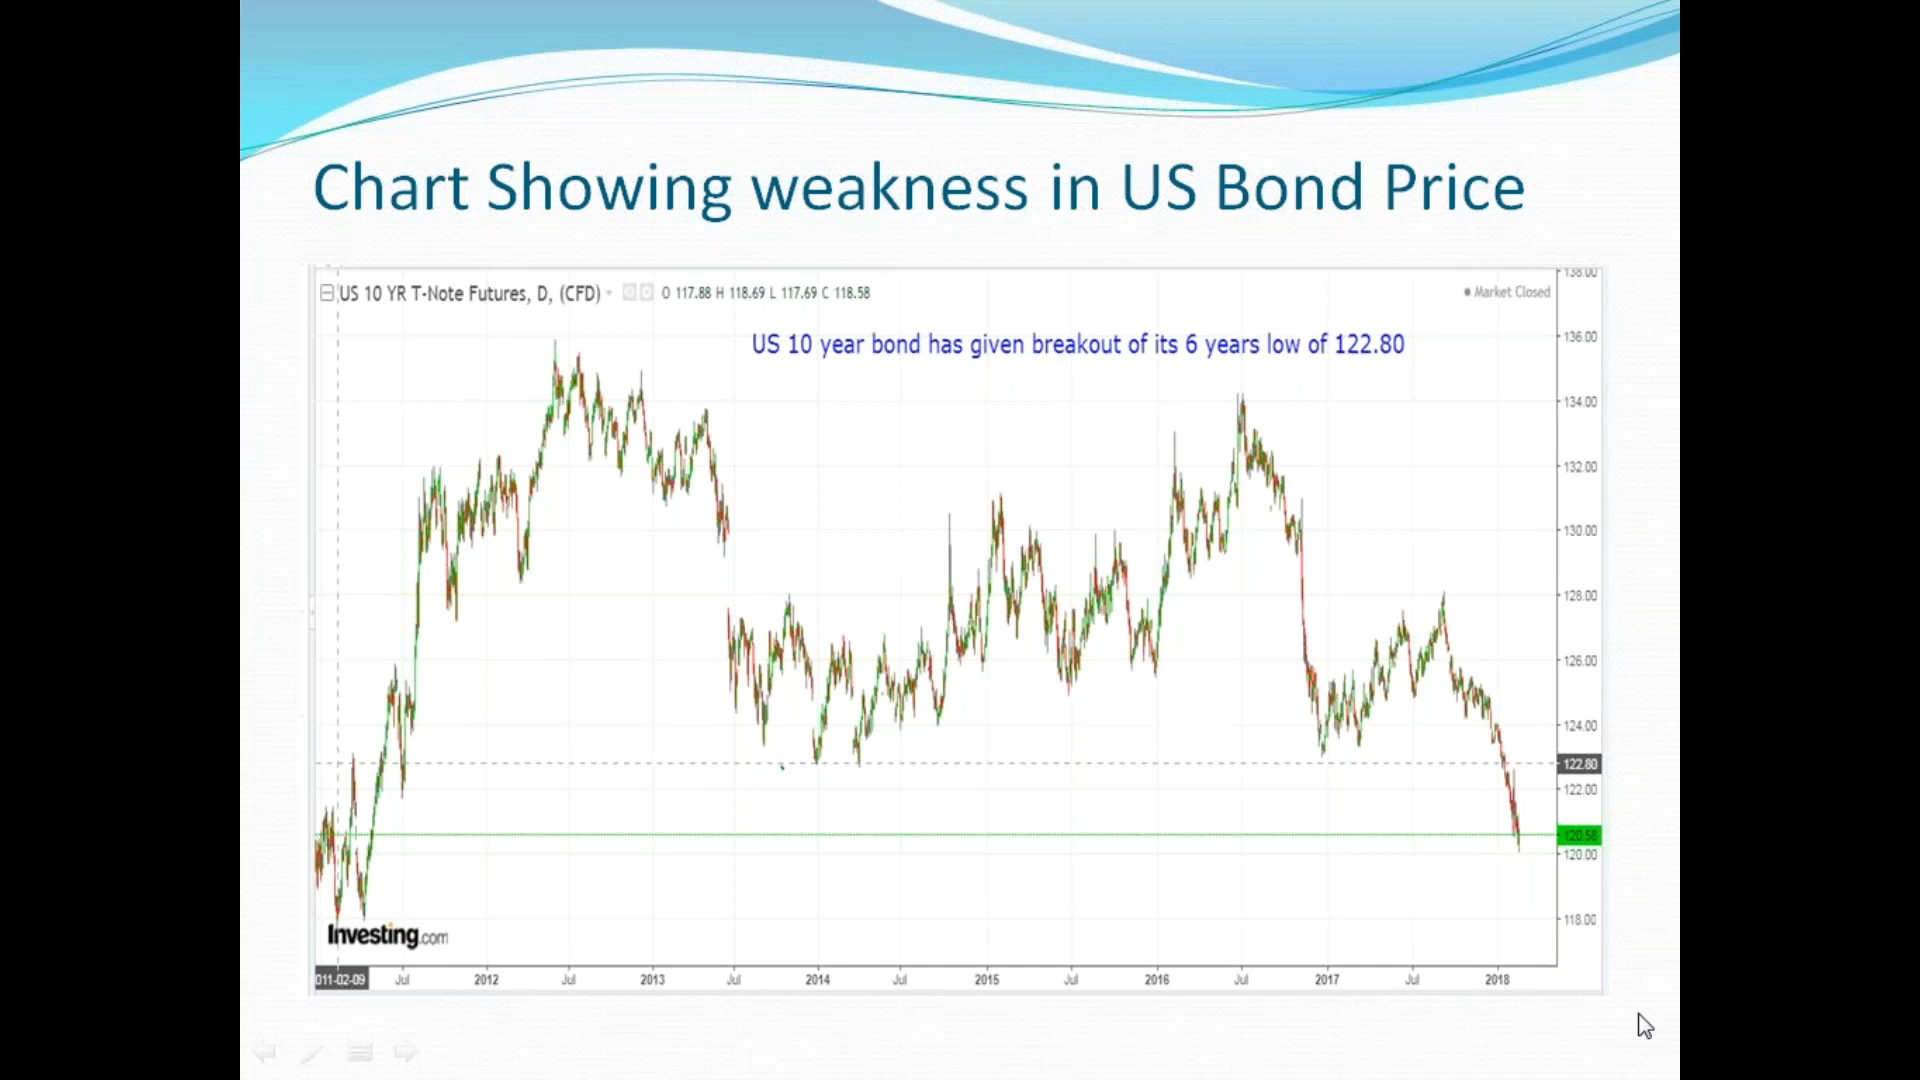 Chart Showing weakness in US Bond Price
138.00
US 10 YR T-Note Futures, D, (CFD) O 117.88 H 118.69 L 117.69 C 118.58
Market Closed
US 10 year bond has given breakout of its 6 years low of 122.80
136.00
134.00
132.00
130.00
128.00
126.00
124.00
122.80
122.00
120.58
120.00
118.00
Investing.com
011-02-09 Jul 2012 Jul 2013 Jul 2014 Jul 2015 Jul 2016 Jul 2017 Jul 2018